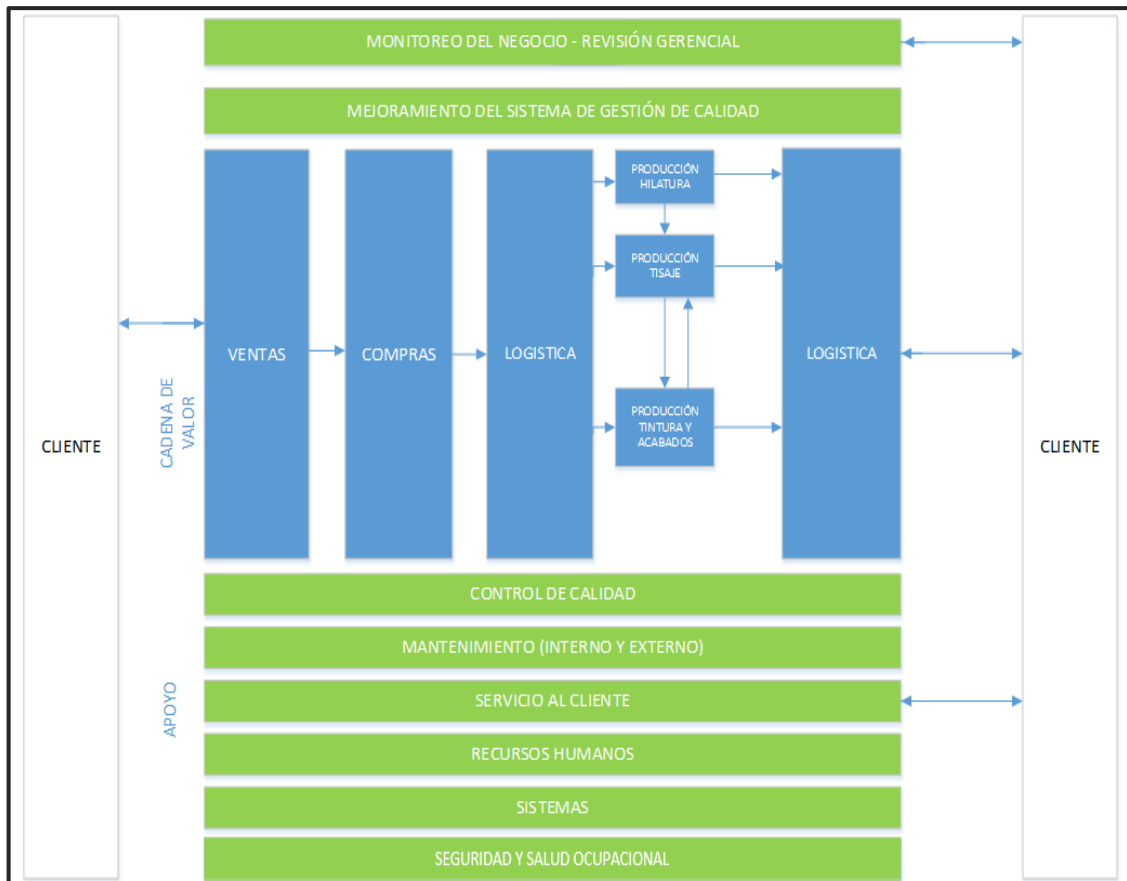 MONITOREO DEL NEGOCIO - REVISIÓN GERENCIAL
MEJORAMIENTO DEL SISTEMA DE GESTIÓN DE CALIDAD
CLIENTE
CADENA DE
VALOR
VENTAS
COMPRAS
LOGISTICA
PRODUCCIÓN
HILATURA
PRODUCCIÓN
TISAJE
PRODUCCIÓN
TINTURA Y
ACABADOS
LOGISTICA
CLIENTE
APOYO
CONTROL DE CALIDAD
MANTENIMIENTO (INTERNO Y EXTERNO)
SERVICIO AL CLIENTE
RECURSOS HUMANOS
SISTEMAS
SEGURIDAD Y SALUD OCUPACIONAL